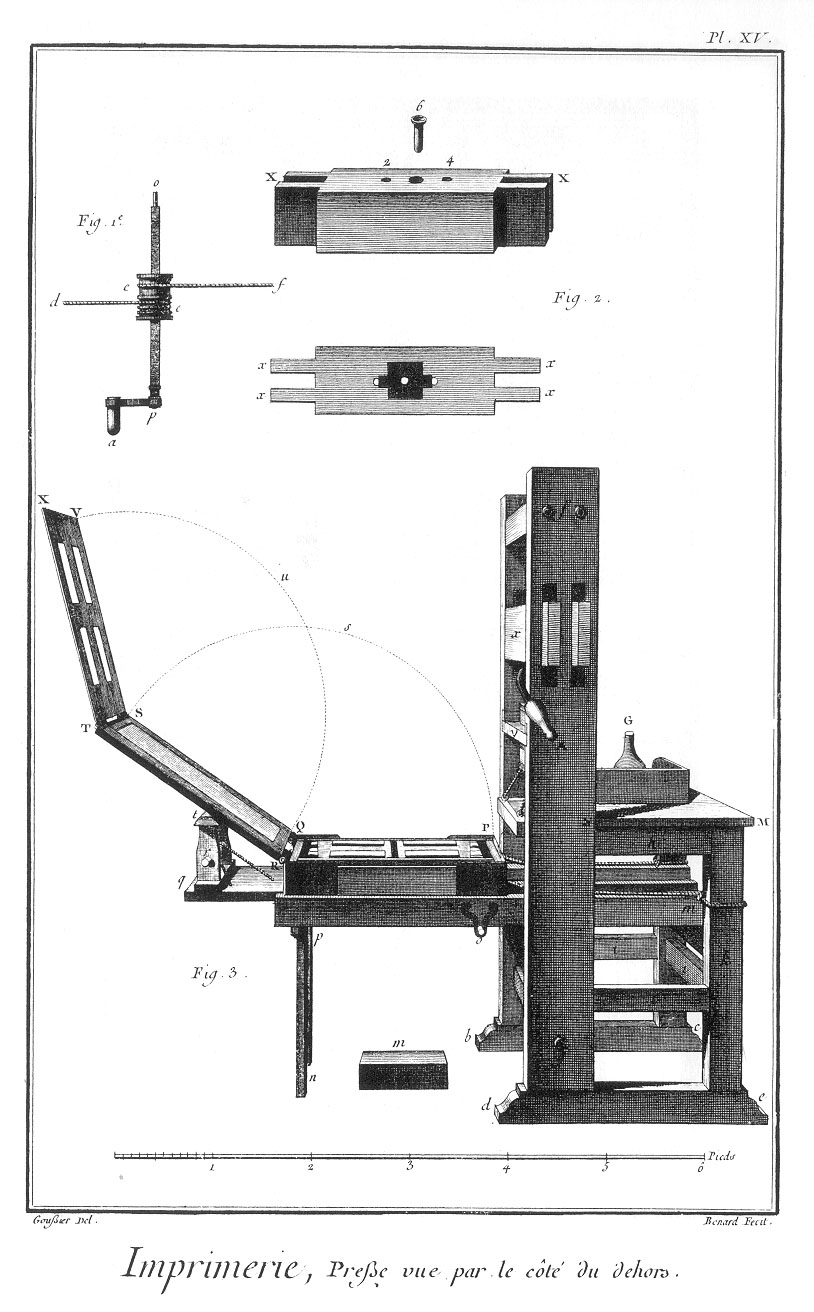 Pl. XV.
6
2 4
X X
o
Fig. 1e.
c f
d c
Fig. 2.
x x
x x
p
a
X V
f
u
s
x
S
T
G
y
t Q P
M
R
q
m
Fig. 3.
p
g
l
k
i
b c
m
n
d e
1 2 3 4 5 6 Pieds
Goußier Del. Benard Fecit.
Imprimerie, Preſse vue par le côté du dehors.